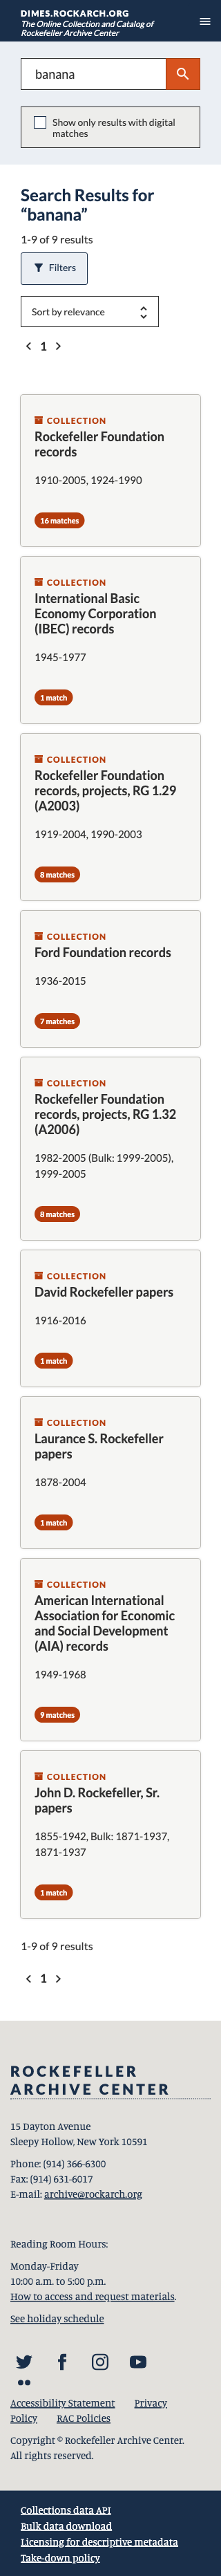 DIMES.ROCKARCH.ORG
The Online Collection and Catalog of
Rockefeller Archive Center
banana
Show only results with digital
matches
Search Results for
“banana”
1-9 of 9 results
Filters
Sort by relevance
1
COLLECTION
Rockefeller Foundation
records
1910-2005, 1924-1990
16 matches
COLLECTION
International Basic
Economy Corporation
(IBEC) records
1945-1977
1 match
COLLECTION
Rockefeller Foundation
records, projects, RG 1.29
(A2003)
1919-2004, 1990-2003
8 matches
COLLECTION
Ford Foundation records
1936-2015
7 matches
COLLECTION
Rockefeller Foundation
records, projects, RG 1.32
(A2006)
1982-2005 (Bulk: 1999-2005),
1999-2005
8 matches
COLLECTION
David Rockefeller papers
1916-2016
1 match
COLLECTION
Laurance S. Rockefeller
papers
1878-2004
1 match
COLLECTION
American International
Association for Economic
and Social Development
(AIA) records
1949-1968
9 matches
COLLECTION
John D. Rockefeller, Sr.
papers
1855-1942, Bulk: 1871-1937,
1871-1937
1 match
1-9 of 9 results
1
ROCKEFELLER
ARCHIVE CENTER
15 Dayton Avenue
Sleepy Hollow, New York 10591
Phone: (914) 366-6300
Fax: (914) 631-6017
E-mail: archive@rockarch.org
Reading Room Hours:
Monday-Friday
10:00 a.m. to 5:00 p.m.
How to access and request materials.
See holiday schedule
Accessibility Statement Privacy
Policy RAC Policies
Copyright © Rockefeller Archive Center.
All rights reserved.
Collections data API
Bulk data download
Licensing for descriptive metadata
Take-down policy